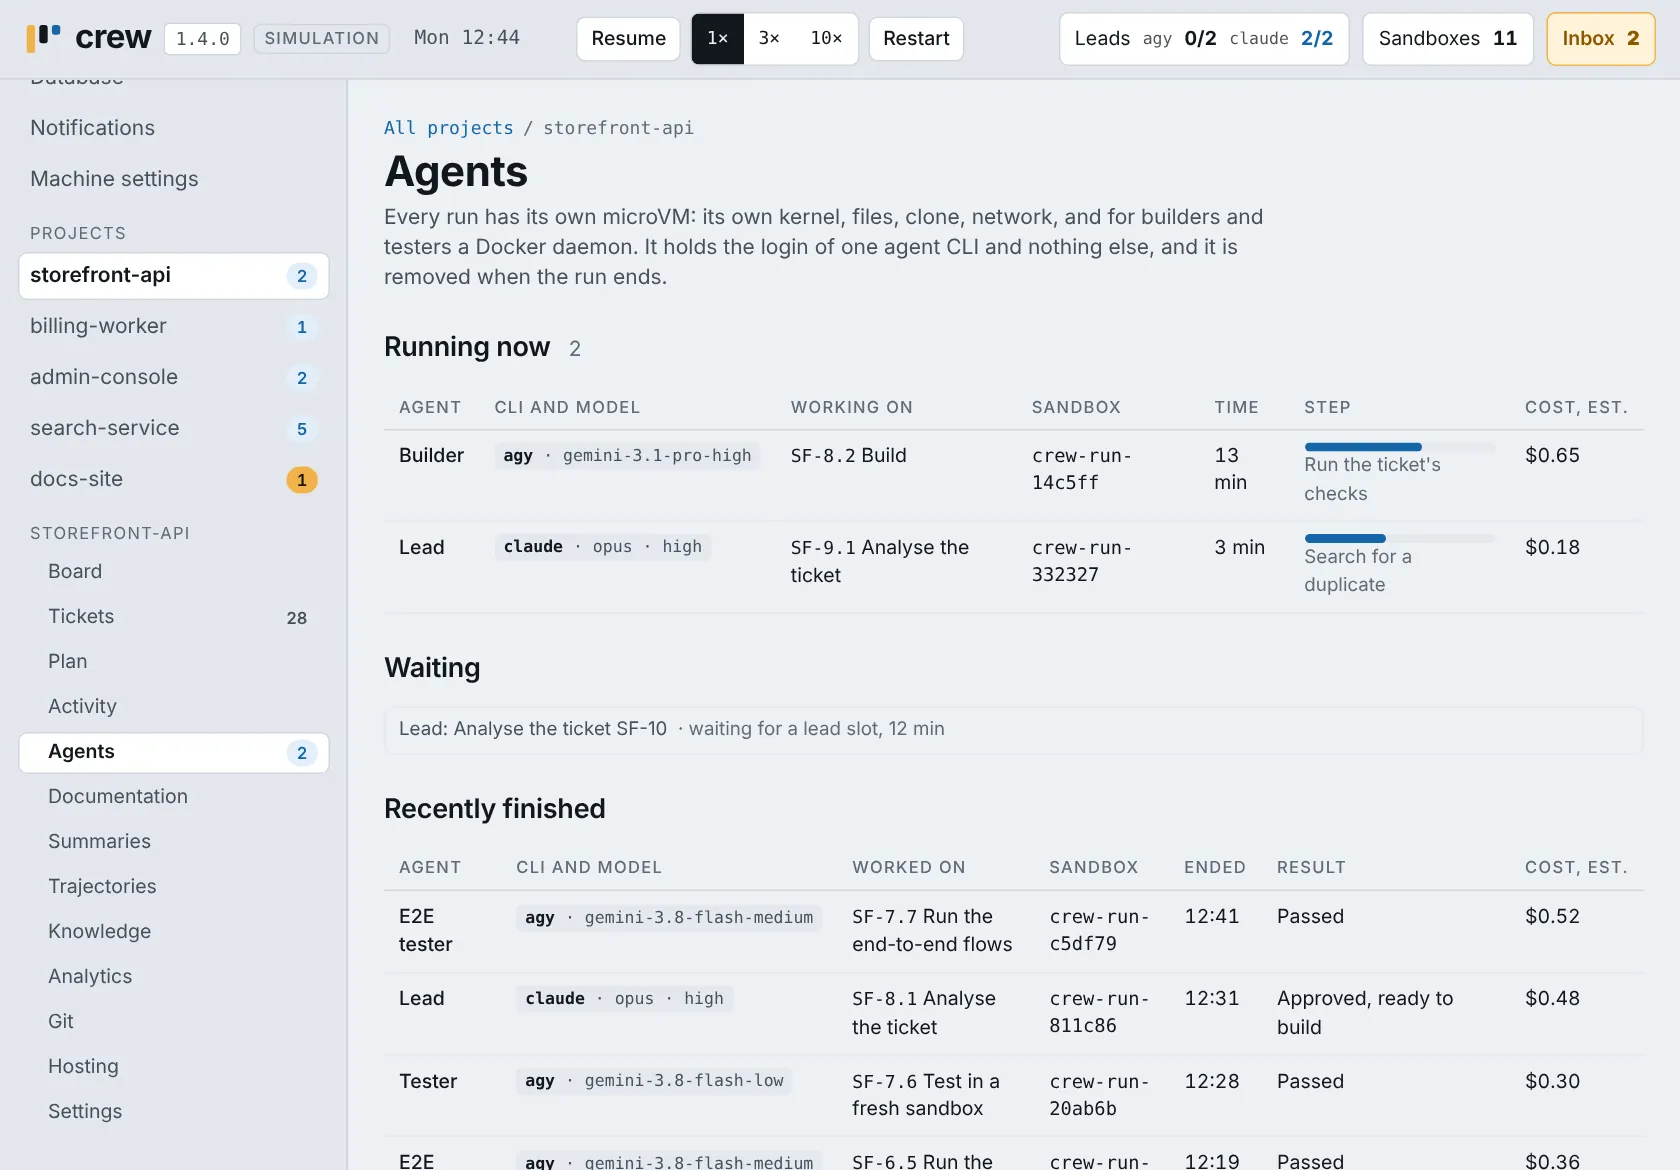 crew 1.4.0 SIMULATION Mon 12:44 Resume 1× 3× 10× Restart Leads agy 0/2 claude 2/2 Sandboxes 11 Inbox 2
Notifications
Machine settings
PROJECTS
storefront-api 2
billing-worker 1
admin-console 2
search-service 5
docs-site 1
STOREFRONT-API
Board
Tickets 28
Plan
Activity
Agents 2
Documentation
Summaries
Trajectories
Knowledge
Analytics
Git
Hosting
Settings
All projects / storefront-api
Agents
Every run has its own microVM: its own kernel, files, clone, network, and for builders and
testers a Docker daemon. It holds the login of one agent CLI and nothing else, and it is
removed when the run ends.
Running now 2
AGENT CLI AND MODEL WORKING ON SANDBOX TIME STEP COST, EST.
Builder agy · gemini-3.1-pro-high SF-8.2 Build crew-run- 13 Run the ticket's $0.65
14c5ff min checks
Lead claude · opus · high SF-9.1 Analyse the crew-run- 3 min Search for a $0.18
ticket 332327 duplicate
Waiting
Lead: Analyse the ticket SF-10 · waiting for a lead slot, 12 min
Recently finished
AGENT CLI AND MODEL WORKED ON SANDBOX ENDED RESULT COST, EST.
E2E agy · gemini-3.8-flash-medium SF-7.7 Run the crew-run- 12:41 Passed $0.52
tester end-to-end flows c5df79
Lead claude · opus · high SF-8.1 Analyse crew-run- 12:31 Approved, ready to $0.48
the ticket 811c86 build
Tester agy · gemini-3.8-flash-low SF-7.6 Test in a crew-run- 12:28 Passed $0.30
fresh sandbox 20ab6b
E2E agy · gemini-3.8-flash-medium SF-6.5 Run the crew-run- 12:19 Passed $0.36